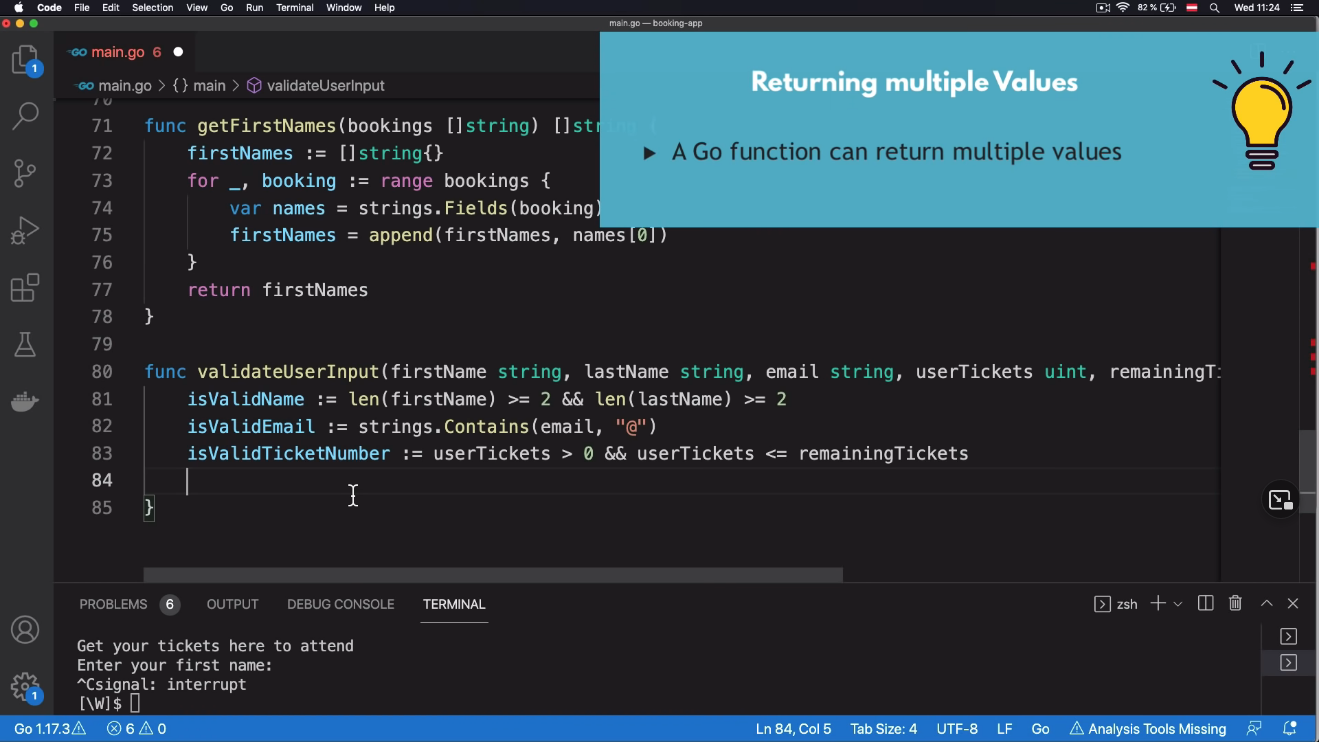 Code File Edit Selection View Go Run Terminal Window Help 82 % Wed 11:24
main.go — booking-app
GO main.go 6
GO main.go > {} main > validateUserInput
Returning multiple Values
► A Go function can return multiple values
70
71 func getFirstNames(bookings []string) []string {
72 firstNames := []string{}
73 for _, booking := range bookings {
74 var names = strings.Fields(booking)
75 firstNames = append(firstNames, names[0])
76 }
77 return firstNames
78 }
79
80 func validateUserInput(firstName string, lastName string, email string, userTickets uint, remainingTi
81 isValidName := len(firstName) >= 2 && len(lastName) >= 2
82 isValidEmail := strings.Contains(email, "@")
83 isValidTicketNumber := userTickets > 0 && userTickets <= remainingTickets
84
85 }
1
1
PROBLEMS 6 OUTPUT DEBUG CONSOLE TERMINAL zsh
Get your tickets here to attend
Enter your first name:
^Csignal: interrupt
[\W]$
Go 1.17.3 6 0 Ln 84, Col 5 Tab Size: 4 UTF-8 LF Go Analysis Tools Missing